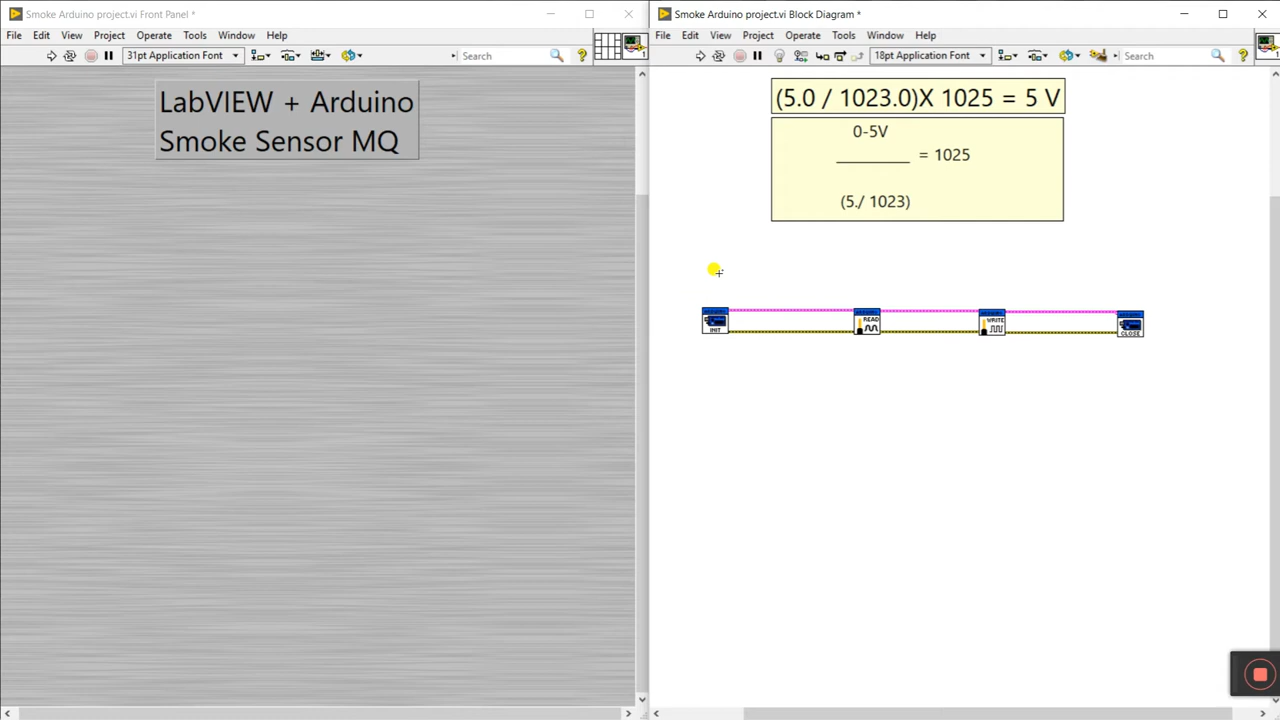 Smoke Arduino project.vi Front Panel *
File Edit View Project Operate Tools Window Help
31pt Application Font
Search
LabVIEW + Arduino
Smoke Sensor MQ
Smoke Arduino project.vi Block Diagram *
File Edit View Project Operate Tools Window Help
18pt Application Font
Search
(5.0 / 1023.0)X 1025 = 5 V
0-5V
= 1025
(5./ 1023)
INIT
READ
WRITE
CLOSE